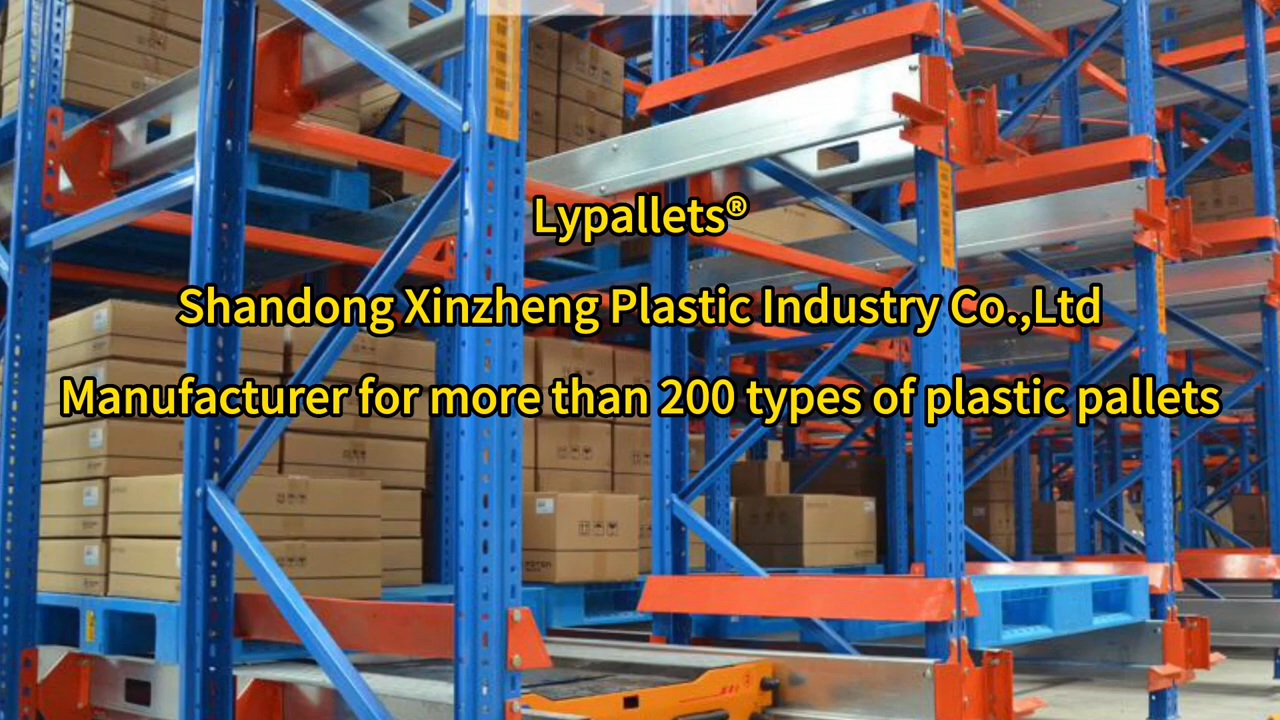 Lypallets®
Shandong Xinzheng Plastic Industry Co.,Ltd
Manufacturer for more than 200 types of plastic pallets